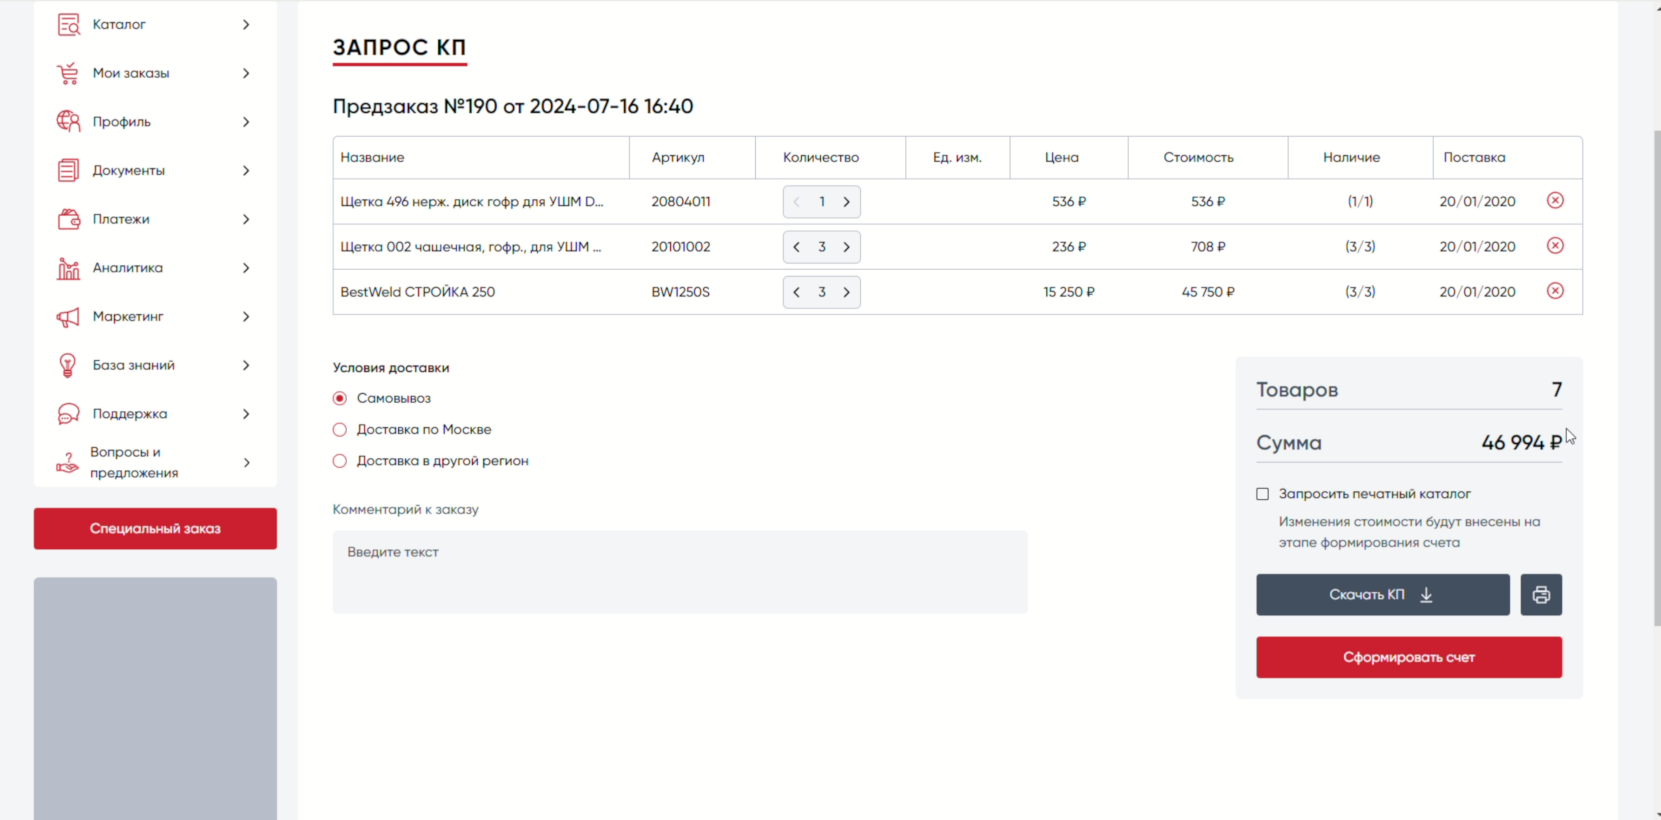 Каталог
Мои заказы
Профиль
Документы
Платежи
Аналитика
Маркетинг
База знаний
Поддержка
Вопросы и
предложения
Специальный заказ
ЗАПРОС КП
Предзаказ №190 от 2024-07-16 16:40
Название Артикул Количество Ед. изм. Цена Стоимость Наличие Поставка
Щетка 496 нерж. диск гофр для УШМ D... 20804011 1 536 ₽ 536 ₽ (1/1) 20/01/2020
Щетка 002 чашечная, гофр., для УШМ ... 20101002 3 236 ₽ 708 ₽ (3/3) 20/01/2020
BestWeld СТРОЙКА 250 BW1250S 3 15 250 ₽ 45 750 ₽ (3/3) 20/01/2020
Условия доставки
Самовывоз
Доставка по Москве
Доставка в другой регион
Комментарий к заказу
Введите текст
Товаров 7
Сумма 46 994 ₽
Запросить печатный каталог
Изменения стоимости будут внесены на
этапе формирования счета
Скачать КП
Сформировать счет